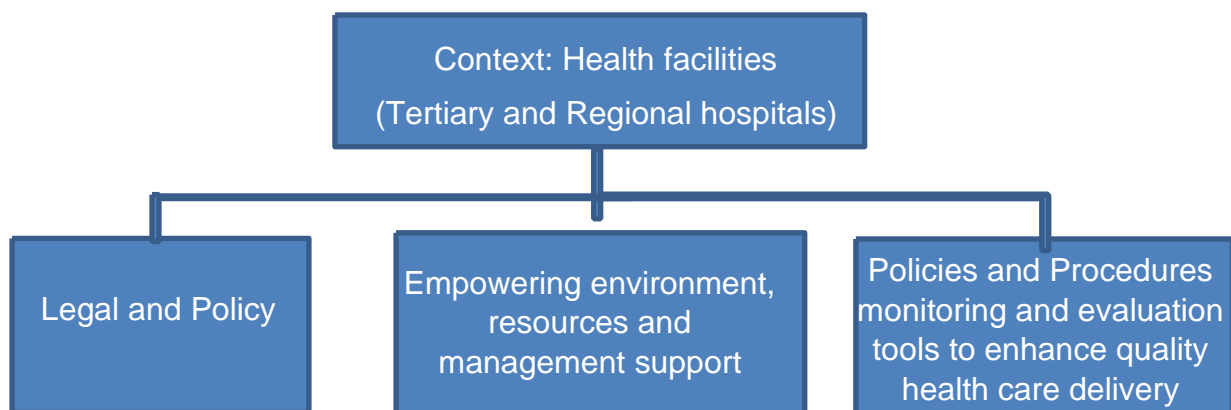 Context: Health facilities
(Tertiary and Regional hospitals)
Legal and Policy
Empowering environment,
resources and
management support
Policies and Procedures
monitoring and evaluation
tools to enhance quality
health care delivery